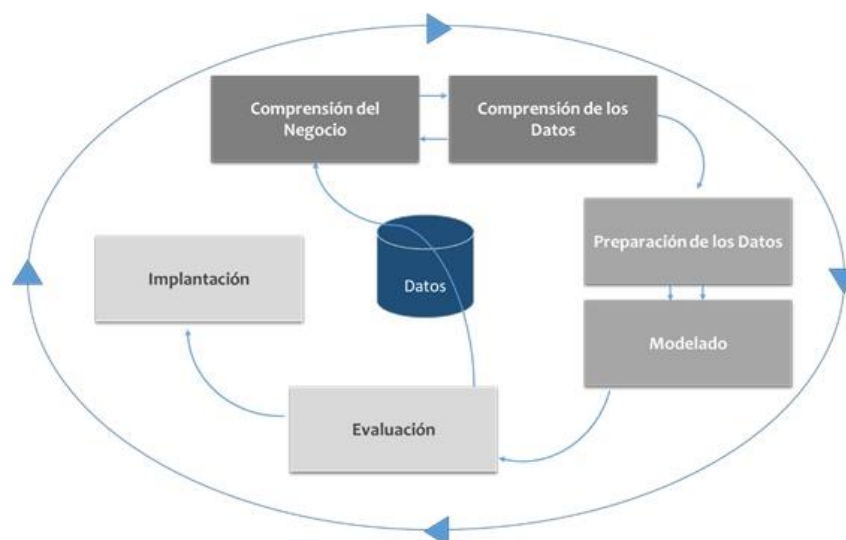 Comprensión del
Negocio
Comprensión de los
Datos
Preparación de los Datos
Modelado
Evaluación
Implantación
Datos